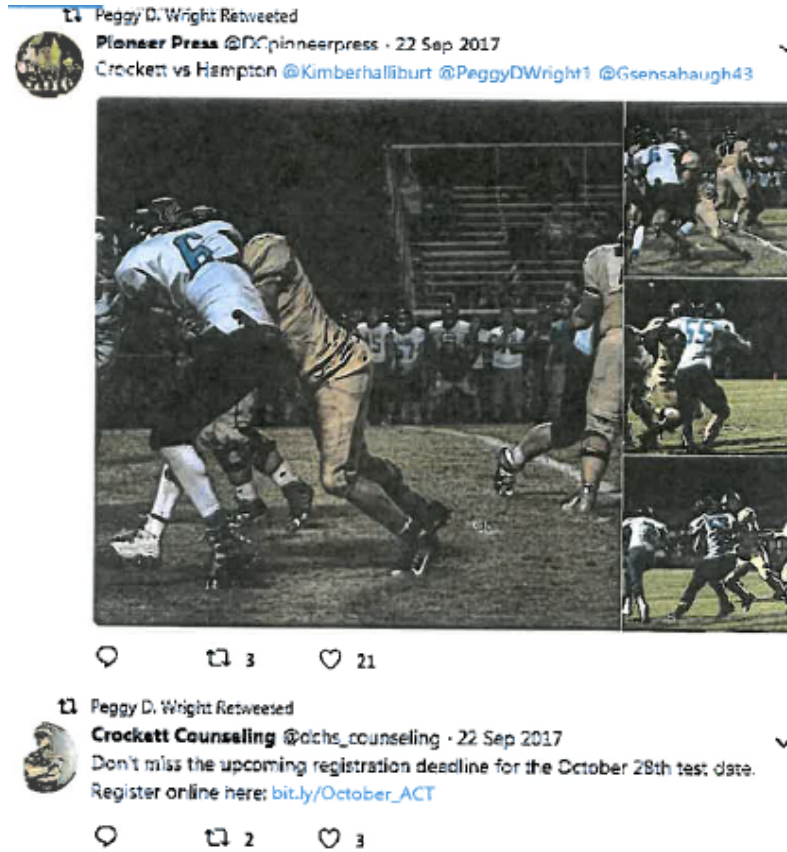 Peggy D. Wright Retweeted
Pioneer Press @DCpinneerpress · 22 Sep 2017
Crockett vs Hampton @Kimberhalliburt @PeggyDWright1 @Gsensabaugh43
6
55
3 21
Peggy D. Wright Retweeted
Crockett Counseling @dchs_counseling · 22 Sep 2017
Don't miss the upcoming registration deadline for the October 28th test date.
Register online here: bit.ly/October_ACT
2 3